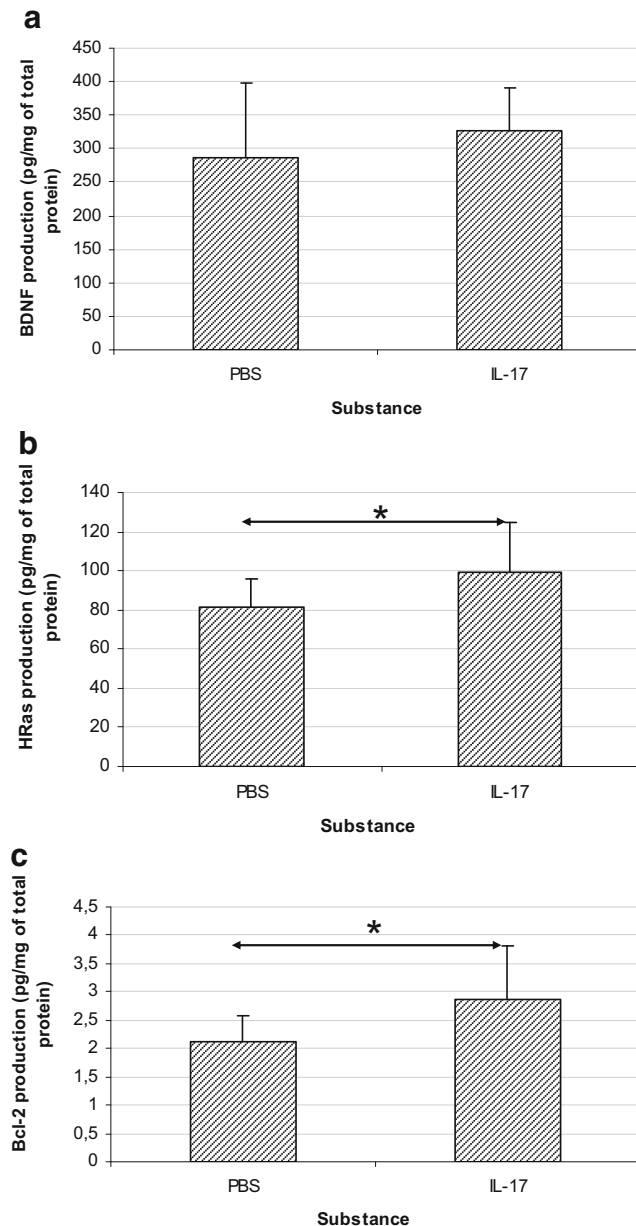 a
BDNF production (pg/mg of total
protein)
450
400
350
300
250
200
150
100
50
0
PBS IL-17
Substance
b
HRas production (pg/mg of total
protein)
140
120
100
80
60
40
20
0
*
PBS IL-17
Substance
c
Bcl-2 production (pg/mg of total
protein)
4,5
4
3,5
3
2,5
2
1,5
1
0,5
0
*
PBS IL-17
Substance